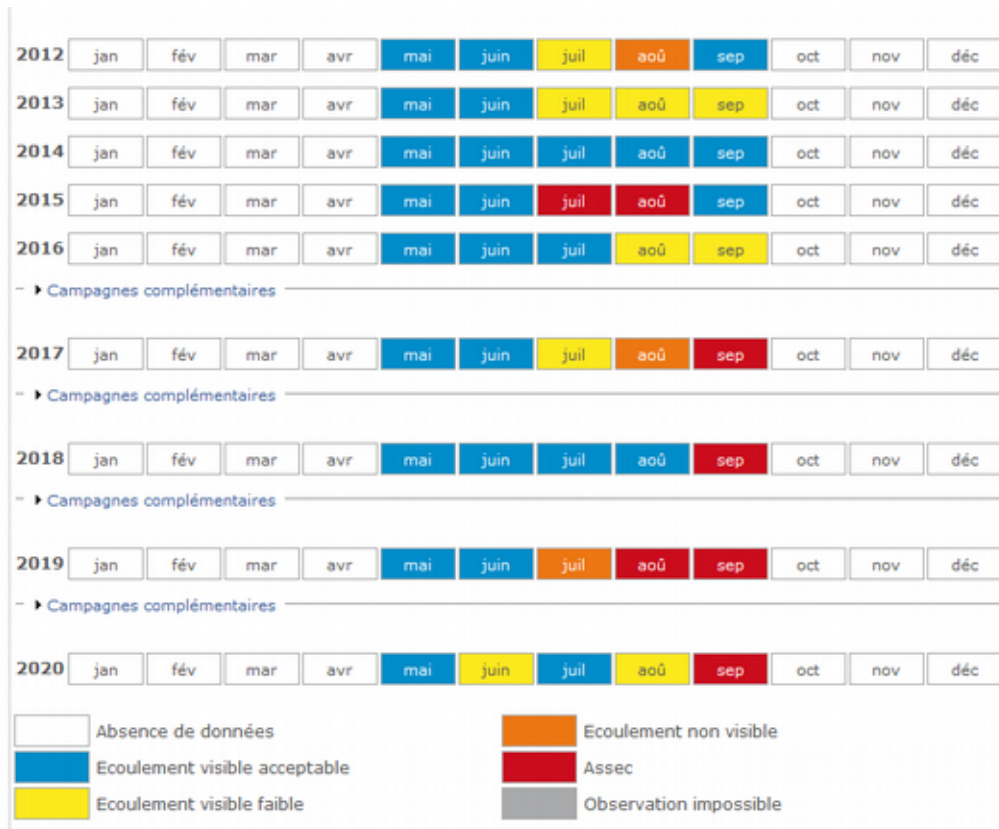 2012 jan fév mar avr mai juin juil aoû sep oct nov déc
2013 jan fév mar avr mai juin juil aoû sep oct nov déc
2014 jan fév mar avr mai juin juil aoû sep oct nov déc
2015 jan fév mar avr mai juin juil aoû sep oct nov déc
2016 jan fév mar avr mai juin juil aoû sep oct nov déc
Campagnes complémentaires
2017 jan fév mar avr mai juin juil aoû sep oct nov déc
Campagnes complémentaires
2018 jan fév mar avr mai juin juil aoû sep oct nov déc
Campagnes complémentaires
2019 jan fév mar avr mai juin juil aoû sep oct nov déc
Campagnes complémentaires
2020 jan fév mar avr mai juin juil aoû sep oct nov déc
Absence de données Ecoulement non visible
Ecoulement visible acceptable Assec
Ecoulement visible faible Observation impossible